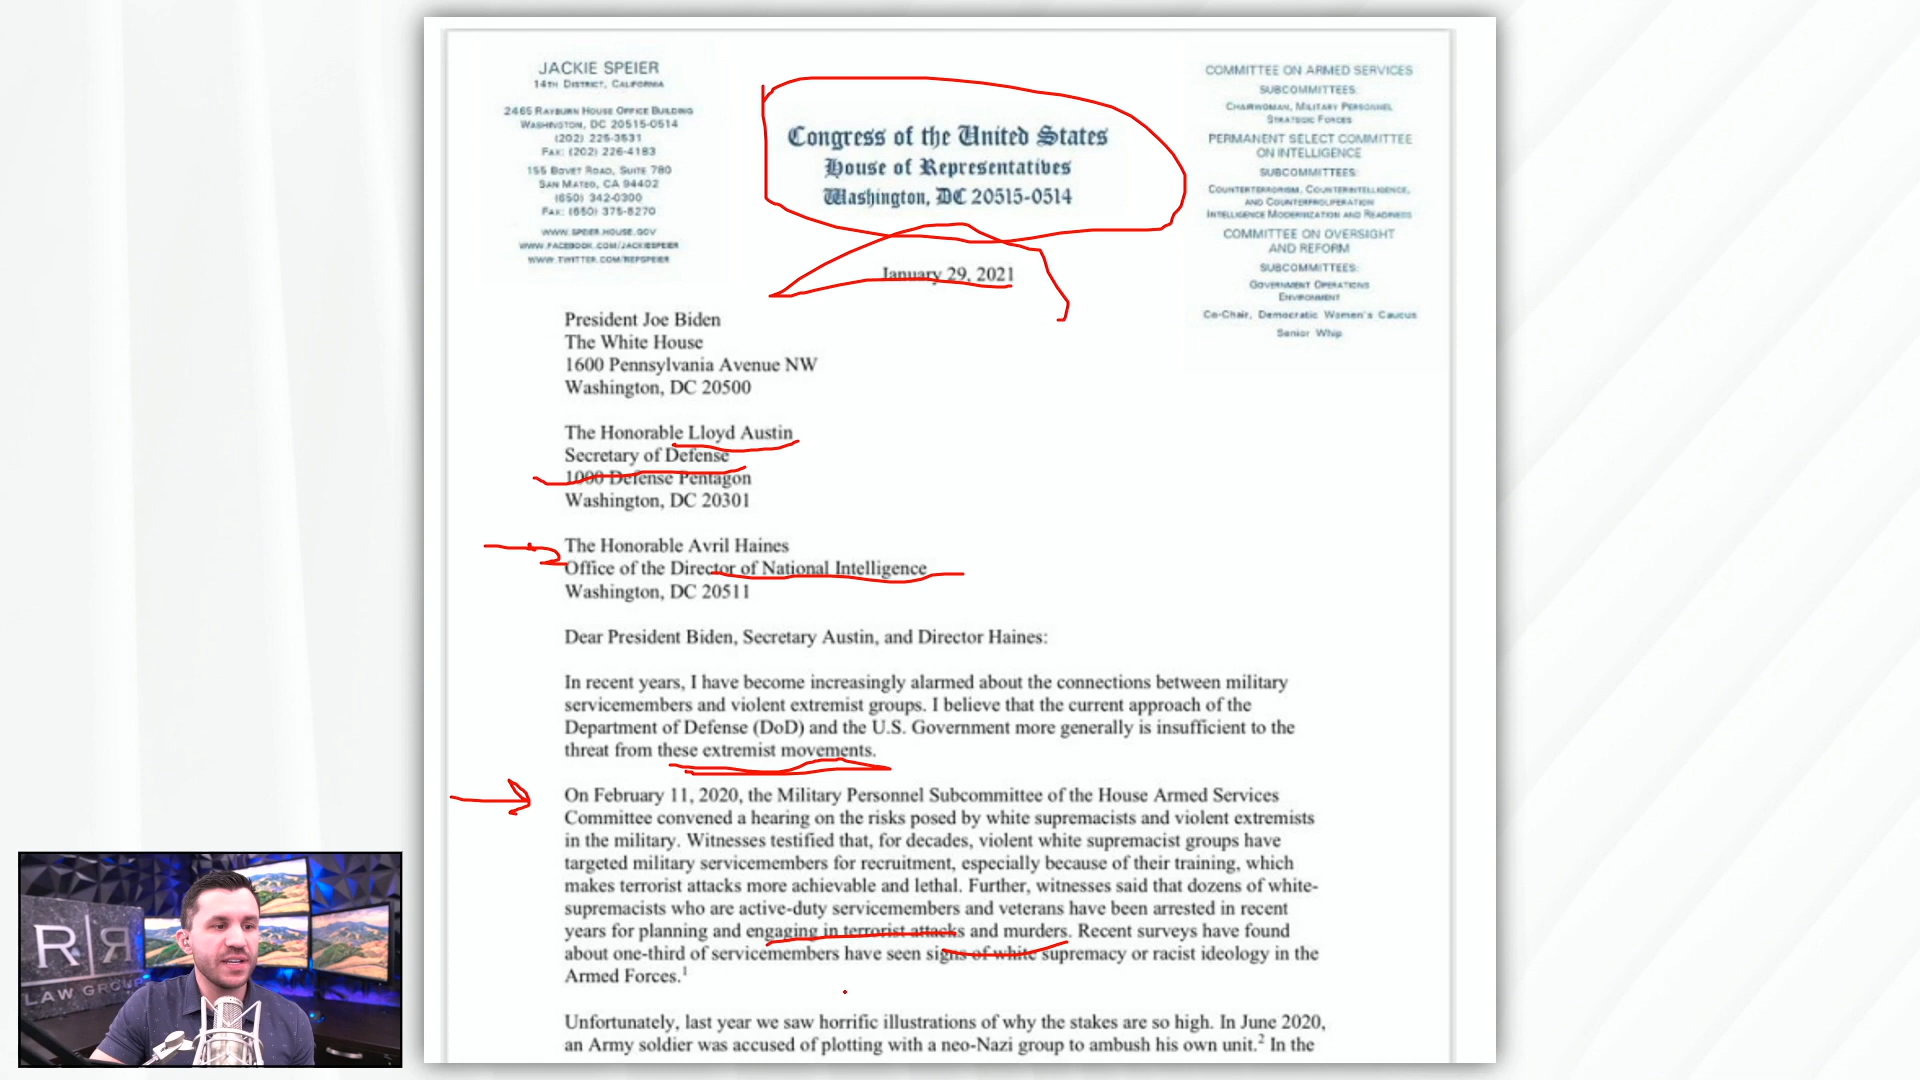 JACKIE SPEIER
14TH DISTRICT, CALIFORNIA
2465 RAYBURN HOUSE OFFICE BUILDING
WASHINGTON, DC 20515-0514
(202) 225-3531
FAX: (202) 226-4183
155 BOVET ROAD, SUITE 780
SAN MATEO, CA 94402
(650) 342-0300
FAX: (650) 375-8270
WWW.SPEIER.HOUSE.GOV
WWW.FACEBOOK.COM/JACKIESPEIER
WWW.TWITTER.COM/REPSPEIER
Congress of the United States
House of Representatives
Washington, DC 20515-0514
COMMITTEE ON ARMED SERVICES
SUBCOMMITTEES:
CHAIRWOMAN, MILITARY PERSONNEL
STRATEGIC FORCES
PERMANENT SELECT COMMITTEE
ON INTELLIGENCE
SUBCOMMITTEES:
COUNTERTERRORISM, COUNTERINTELLIGENCE,
AND COUNTERPROLIFERATION
INTELLIGENCE MODERNIZATION AND READINESS
COMMITTEE ON OVERSIGHT
AND REFORM
SUBCOMMITTEES:
GOVERNMENT OPERATIONS
ENVIRONMENT
Co-Chair, Democratic Women's Caucus
Senior Whip
January 29, 2021
President Joe Biden
The White House
1600 Pennsylvania Avenue NW
Washington, DC 20500
The Honorable Lloyd Austin
Secretary of Defense
1000 Defense Pentagon
Washington, DC 20301
The Honorable Avril Haines
Office of the Director of National Intelligence
Washington, DC 20511
Dear President Biden, Secretary Austin, and Director Haines:
In recent years, I have become increasingly alarmed about the connections between military
servicemembers and violent extremist groups. I believe that the current approach of the
Department of Defense (DoD) and the U.S. Government more generally is insufficient to the
threat from these extremist movements.
On February 11, 2020, the Military Personnel Subcommittee of the House Armed Services
Committee convened a hearing on the risks posed by white supremacists and violent extremists
in the military. Witnesses testified that, for decades, violent white supremacist groups have
targeted military servicemembers for recruitment, especially because of their training, which
makes terrorist attacks more achievable and lethal. Further, witnesses said that dozens of white-
supremacists who are active-duty servicemembers and veterans have been arrested in recent
years for planning and engaging in terrorist attacks and murders. Recent surveys have found
about one-third of servicemembers have seen signs of white supremacy or racist ideology in the
Armed Forces.1
Unfortunately, last year we saw horrific illustrations of why the stakes are so high. In June 2020,
an Army soldier was accused of plotting with a neo-Nazi group to ambush his own unit.2 In the
R|R
LAW GROUP